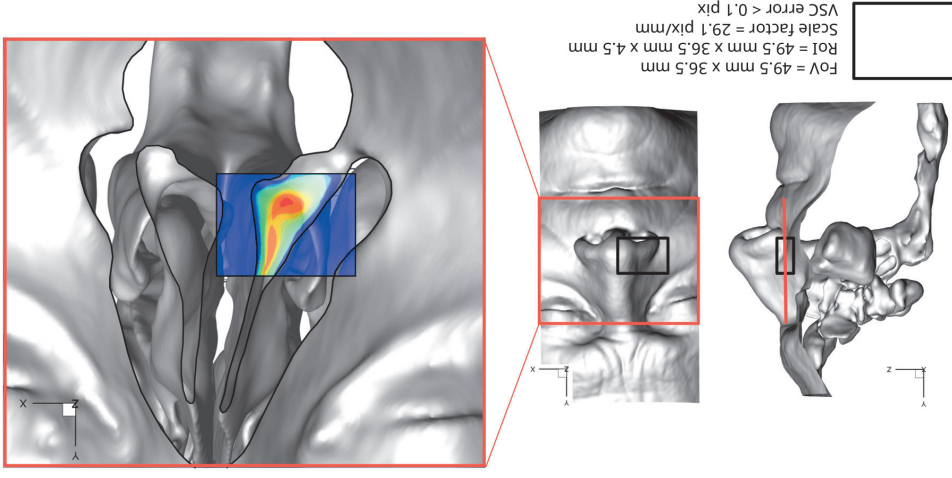 FoV = 49.5 mm x 36.5 mm
RoI = 49.5 mm x 36.5 mm x 4.5 mm
Scale factor = 29.1 pix/mm
VSC error < 0.1 pix
Y
X
Z
Y
X
Z
Y
X
Z